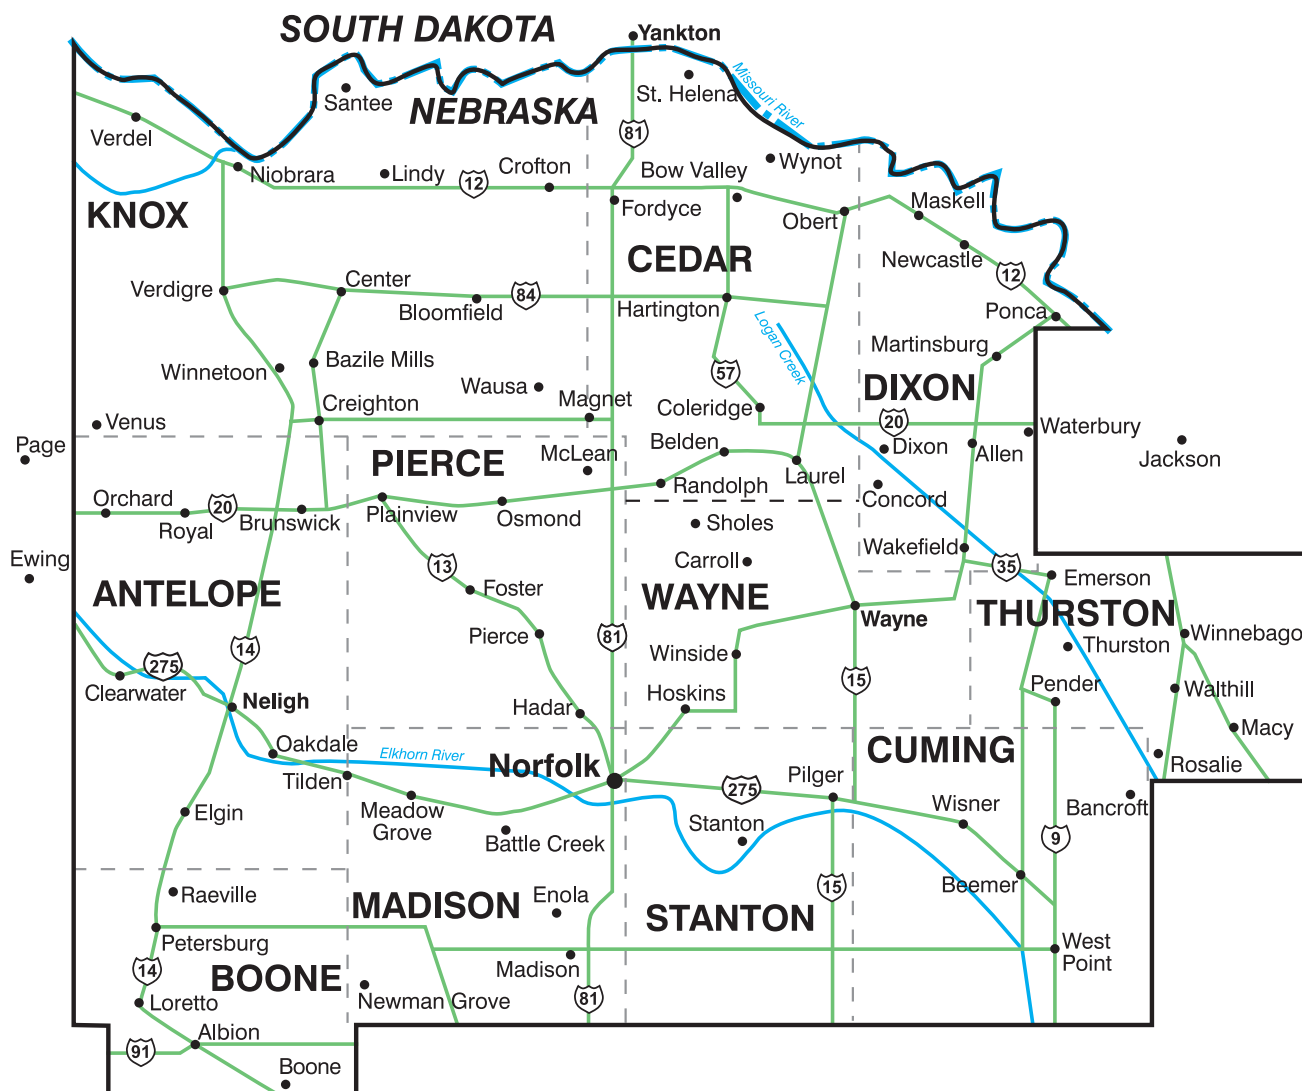 SOUTH DAKOTA
Yankton
Missouri River
St. Helena
Santee
NEBRASKA
Verdel
81
Wynot
Niobrara
Lindy
12
Crofton
Bow Valley
Fordyce
KNOX
Obert
Maskell
Newcastle
CEDAR
12
Verdigre
Center
Bloomfield
84
Hartington
Ponca
Logan Creek
Martinsburg
Winnetoon
Bazile Mills
Wausa
57
DIXON
Magnet
Creighton
Coleridge
20
Venus
Waterbury
Page
Belden
Dixon
Allen
Jackson
PIERCE
McLean
Laurel
Orchard
Royal
20
Brunswick
Plainview
Osmond
Randolph
Concord
Sholes
Ewing
Carroll
Wakefield
13
35
Emerson
ANTELOPE
Foster
WAYNE
THURSTON
Wayne
Pierce
81
14
275
Winside
Thurston
Winnebago
Clearwater
15
Neligh
Hoskins
Pender
Walthill
Hadar
Macy
Oakdale
Elkhorn River
Norfolk
CUMING
Rosalie
Tilden
275
Pilger
Meadow
Grove
Wisner
Bancroft
Elgin
Stanton
Battle Creek
9
15
Beemer
Raeville
Enola
MADISON
STANTON
Petersburg
West
Point
14
Madison
BOONE
Newman Grove
81
Loretto
Albion
91
Boone